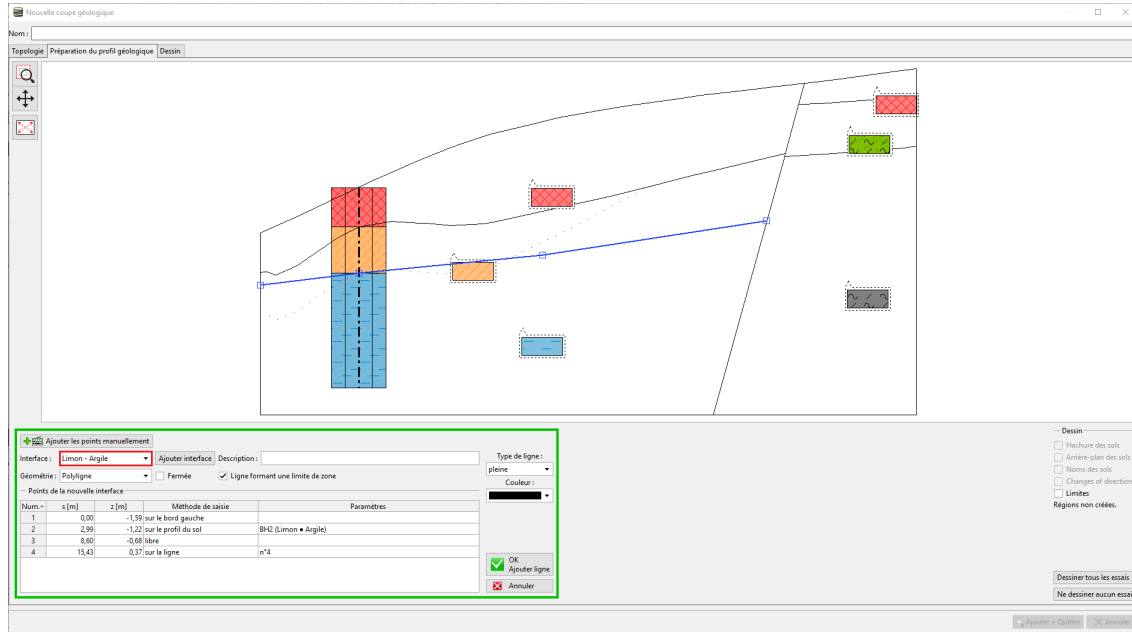 Nouvelle coupe géologique
Nom :
Topologie Préparation du profil géologique Dessin
Ajouter les points manuellement
Interface : Limon - Argile Ajouter interface Description :
Géométrie : Polyligne Fermée Ligne formant une limite de zone
Points de la nouvelle interface
Num. s [m] z [m] Méthode de saisie Paramètres
1 0,00 -1,59 sur le bord gauche
2 2,99 -1,22 sur le profil du sol BH2 (Limon ● Argile)
3 8,60 -0,68 libre
4 15,43 0,37 sur la ligne n°4
Type de ligne :
pleine
Couleur :
OK
Ajouter ligne
Annuler
Dessin
Hachure des sols
Arrière-plan des sols
Noms des sols
Changes of direction
Limites
Régions non créées.
Dessiner tous les essais
Ne dessiner aucun essai
Ajouter + Quitter Annuler